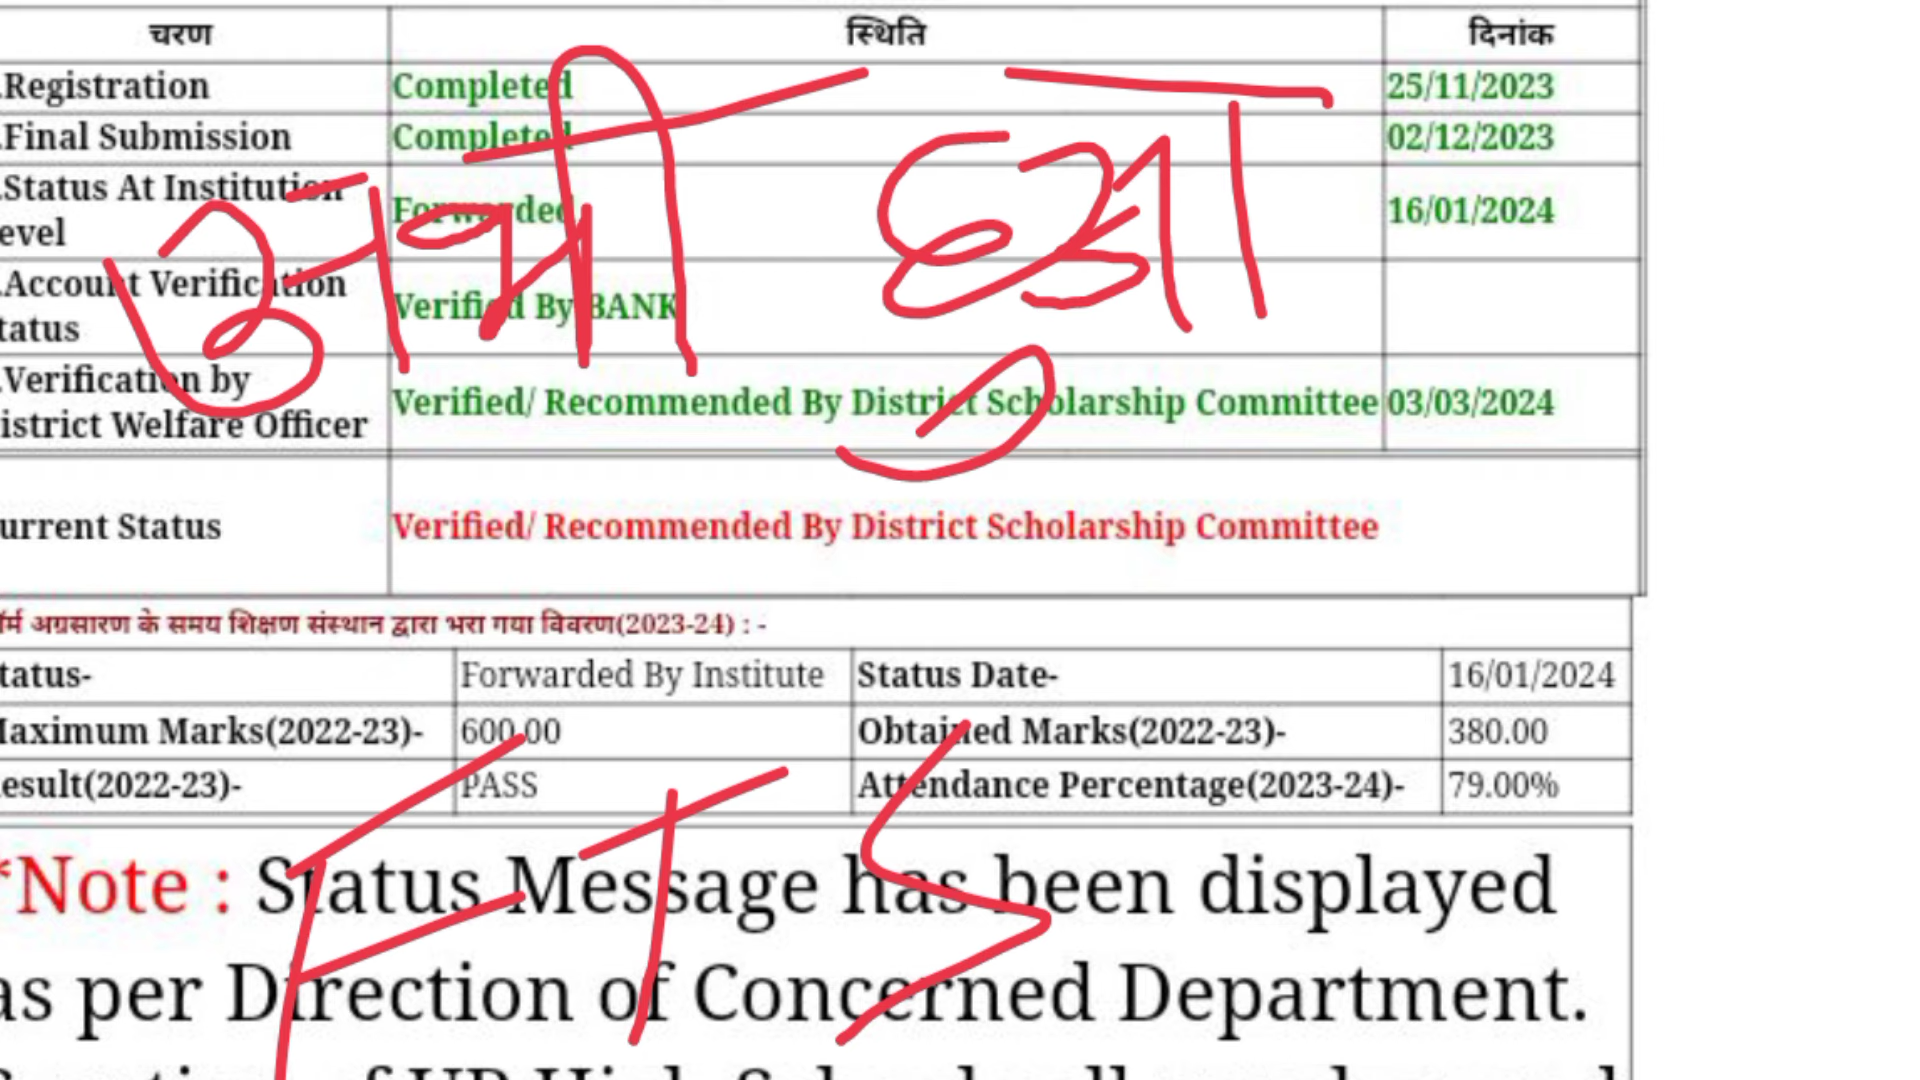 चरण स्थिति दिनांक
.Registration Completed 25/11/2023
.Final Submission Completed 02/12/2023
.Status At Institution
evel Forwarded 16/01/2024
.Account Verification
tatus Verified By BANK
.Verification by
istrict Welfare Officer Verified/ Recommended By District Scholarship Committee 03/03/2024
अभी हुआ
urrent Status Verified/ Recommended By District Scholarship Committee
र्म अग्रसारण के समय शिक्षण संस्थान द्वारा भरा गया विवरण(2023-24) : -
tatus- Forwarded By Institute Status Date- 16/01/2024
laximum Marks(2022-23)- 600.00 Obtained Marks(2022-23)- 380.00
esult(2022-23)- PASS Attendance Percentage(2023-24)- 79.00%
FTS
*Note : Status Message has been displayed
as per Direction of Concerned Department.